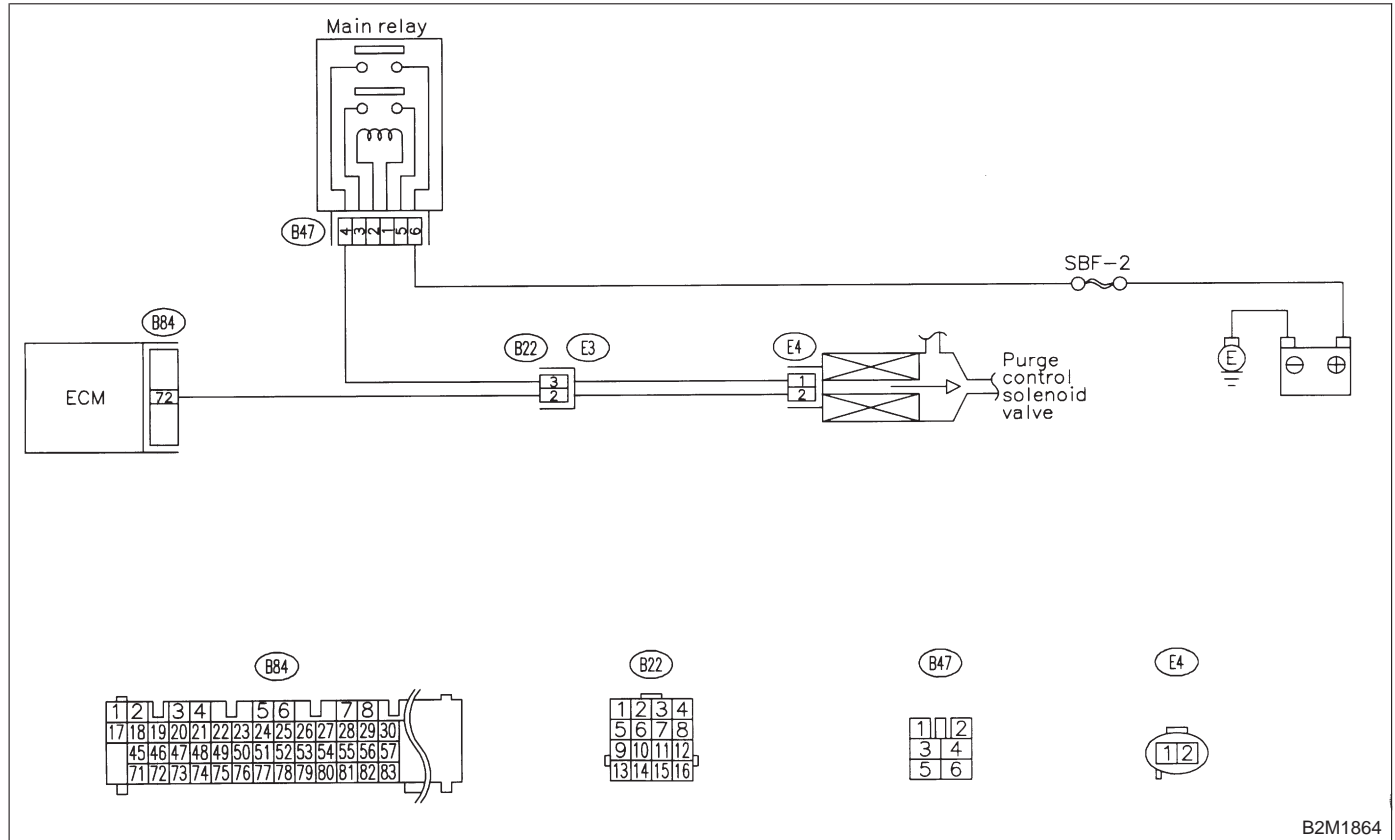 Main relay
B47
4 3 2 1 5 6
SBF-2
B84
B22
E3
E4
ECM
72
3
2
1
2
Purge
control
solenoid
valve
E
⊖ ⊕
B84
B22
B47
E4
1 2 3 4 5 6 7 8
17 18 19 20 21 22 23 24 25 26 27 28 29 30
45 46 47 48 49 50 51 52 53 54 55 56 57
71 72 73 74 75 76 77 78 79 80 81 82 83
1 2 3 4
5 6 7 8
9 10 11 12
13 14 15 16
1 2
3 4
5 6
1 2
B2M1864